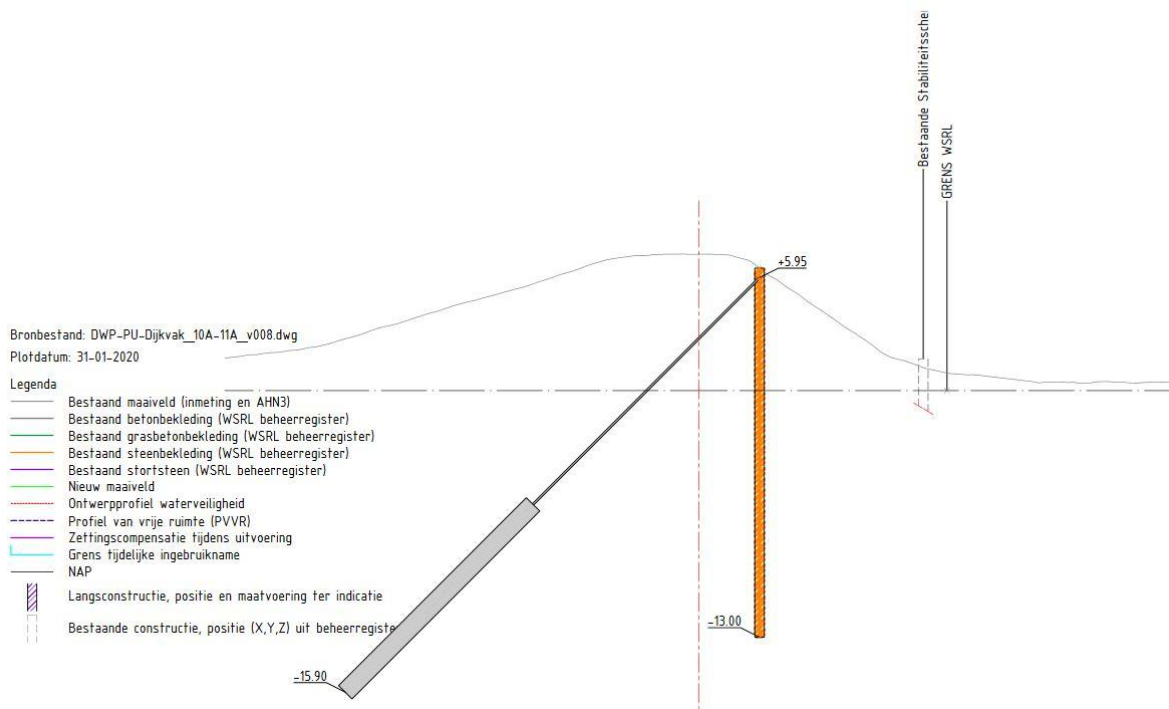 Bestaande Stabiliteitssche
GRENS WSRL
+5.95
Bronbestand: DWP-PU-Dijkvak__10A-11A_v008.dwg
Plotdatum: 31-01-2020
Legenda
Bestaand maaiveld (inmeting en AHN3)
Bestaand betonbekleding (WSRL beheerregister)
Bestaand grasbetonbekleding (WSRL beheerregister)
Bestaand steenbekleding (WSRL beheerregister)
Bestaand stortsteen (WSRL beheerregister)
Nieuw maaiveld
Ontwerpprofiel waterveiligheid
Profiel van vrije ruimte (PVVR)
Zettingscompensatie tijdens uitvoering
Grens tijdelijke ingebruikname
NAP
Langsconstructie, positie en maatvoering ter indicatie
Bestaande constructie, positie (X,Y,Z) uit beheerregiste
-13.00
-15.90